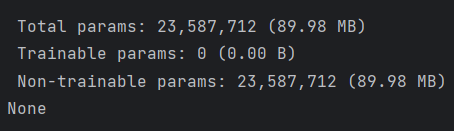 Total params: 23,587,712 (89.98 MB)
Trainable params: 0 (0.00 B)
Non-trainable params: 23,587,712 (89.98 MB)
None